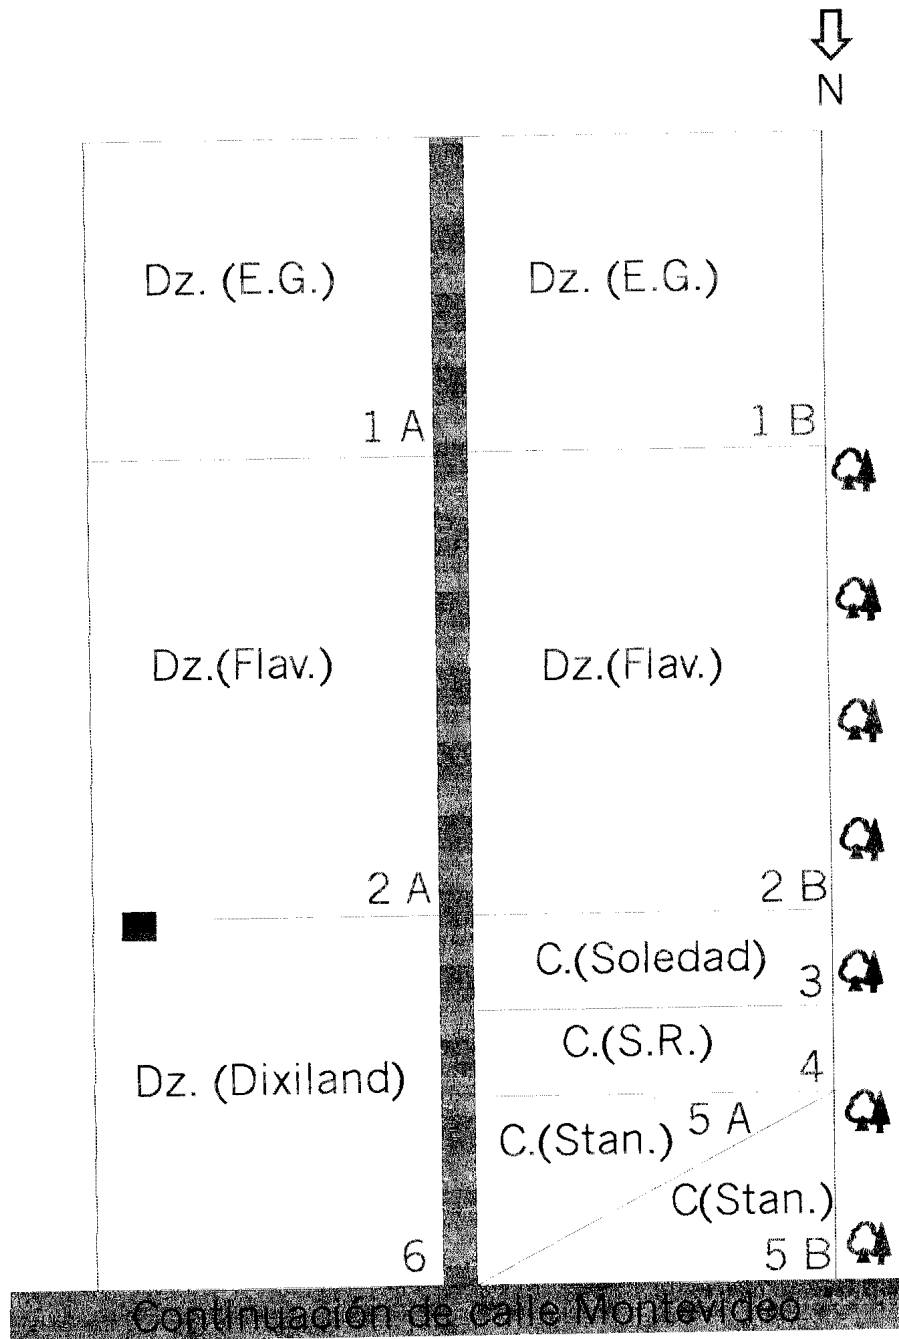 N
Dz. (E.G.)
Dz. (E.G.)
1 A
1 B
Dz.(Flav.)
Dz.(Flav.)
2 A
2 B
C.(Soledad)
3
C.(S.R.)
4
Dz. (Dixiland)
5 A
C.(Stan.)
C(Stan.)
6
5 B
Continuación de calle Montevideo